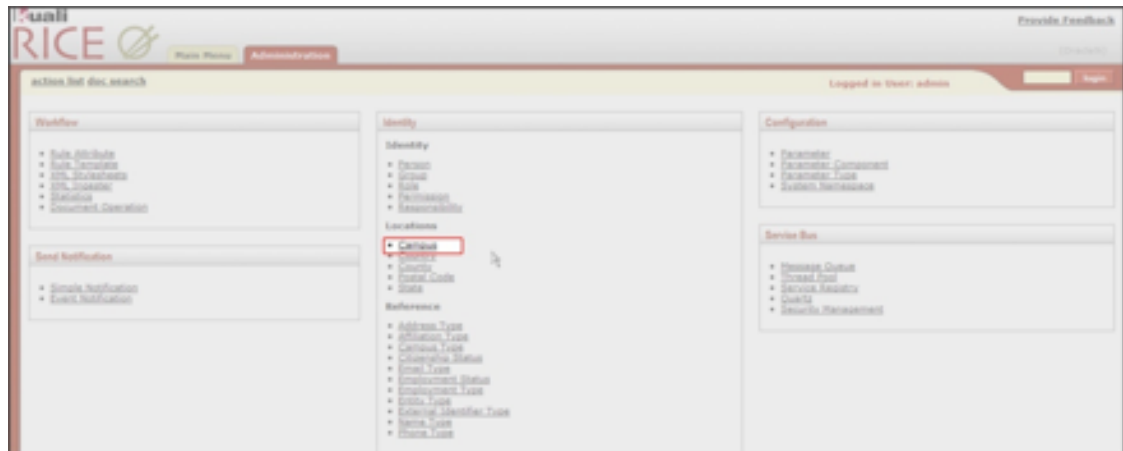 Kuali
RICE
Main Menu
Administration
Provide Feedback
action list doc search
Logged in User: admin
login
Workflow
Rule Attribute
Rule Template
XML Stylesheets
XML Ingester
Statistics
Document Operation
Send Notification
Simple Notification
Event Notification
Identity
Identity
Person
Group
Role
Permission
Responsibility
Locations
Campus
Country
County
Postal Code
State
Reference
Address Type
Affiliation Type
Campus Type
Citizenship Status
Email Type
Employment Status
Employment Type
Entity Type
External Identifier Type
Name Type
Phone Type
Configuration
Parameter
Parameter Component
Parameter Type
System Namespace
Service Bus
Message Queue
Thread Pool
Service Registry
Quartz
Security Management